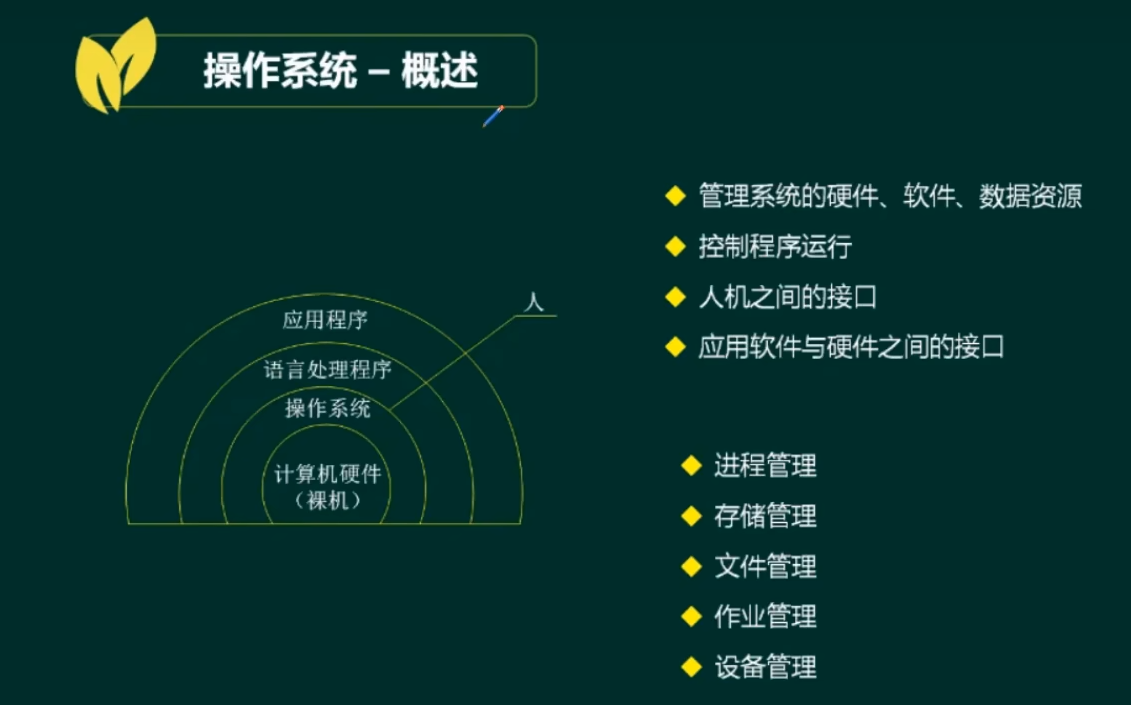 操作系统 – 概述
管理系统的硬件、软件、数据资源
控制程序运行
人机之间的接口
应用软件与硬件之间的接口
人
应用程序
语言处理程序
操作系统
计算机硬件
（裸机）
进程管理
存储管理
文件管理
作业管理
设备管理